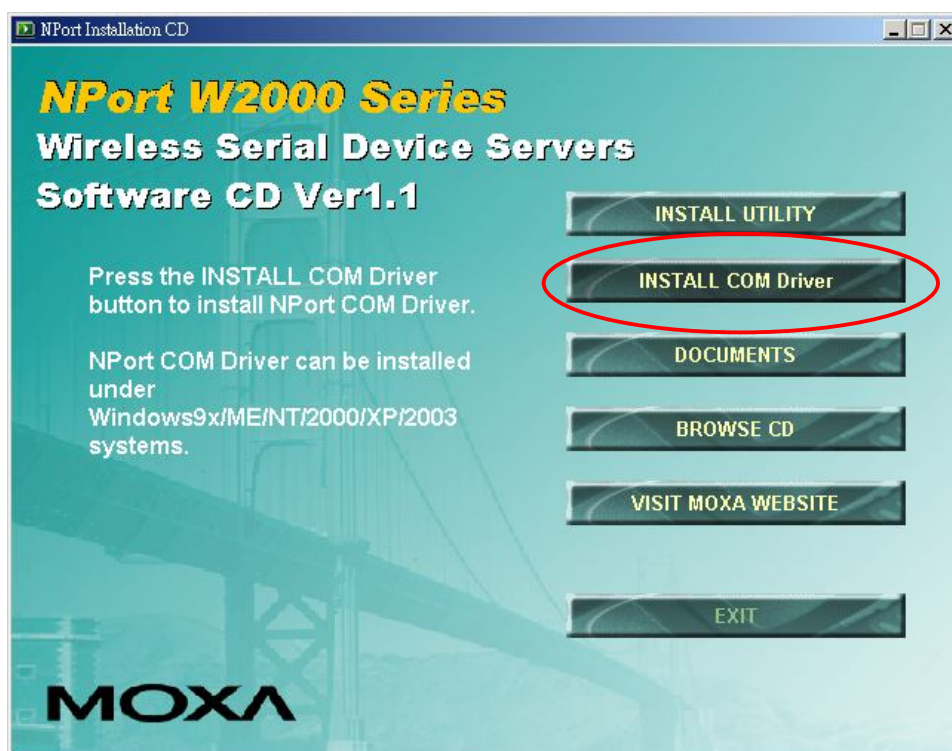 NPort Installation CD
NPort W2000 Series
Wireless Serial Device Servers
Software CD Ver1.1
Press the INSTALL COM Driver
button to install NPort COM Driver.
NPort COM Driver can be installed
under
Windows9x/ME/NT/2000/XP/2003
systems.
INSTALL UTILITY
INSTALL COM Driver
DOCUMENTS
BROWSE CD
VISIT MOXA WEBSITE
EXIT
MOXA